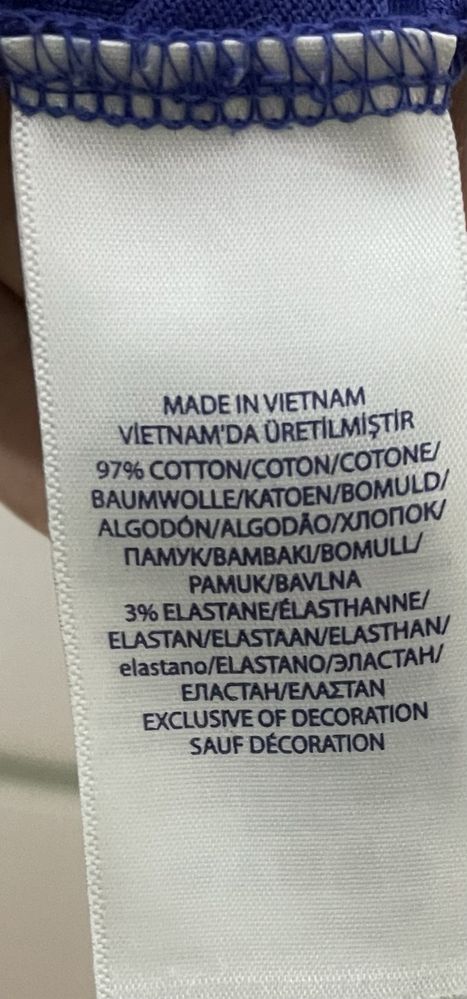 MADE IN VIETNAM
VİETNAM'DA ÜRETİLMİŞTİR
97% COTTON/COTON/COTONE/
BAUMWOLLE/KATOEN/BOMULD/
ALGODÓN/ALGODÃO/ХЛОПОК/
ПАМУК/ΒΑΜΒΑΚΙ/BOMULL/
PAMUK/BAVLNA
3% ELASTANE/ÉLASTHANNE/
ELASTAN/ELASTAAN/ELASTHAN/
elastano/ELASTANO/ЭЛАСТАН/
ЕЛАСТАН/ΕΛΑΣΤΑΝ
EXCLUSIVE OF DECORATION
SAUF DÉCORATION